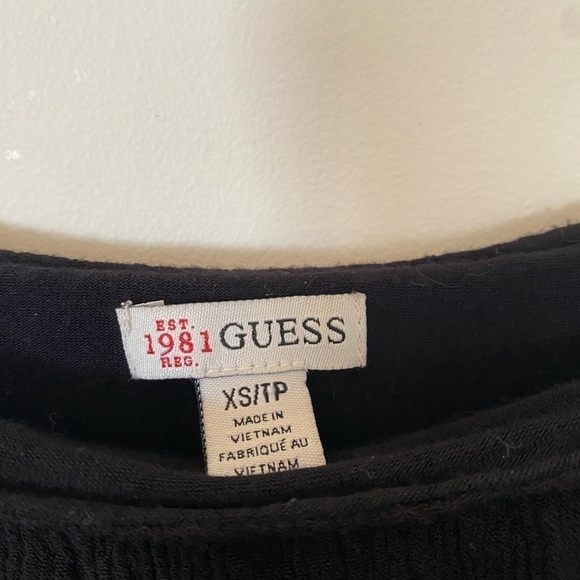 EST.
1981 GUESS
REG.
XS/TP
MADE IN
VIETNAM
FABRIQUÉ AU
VIETNAM